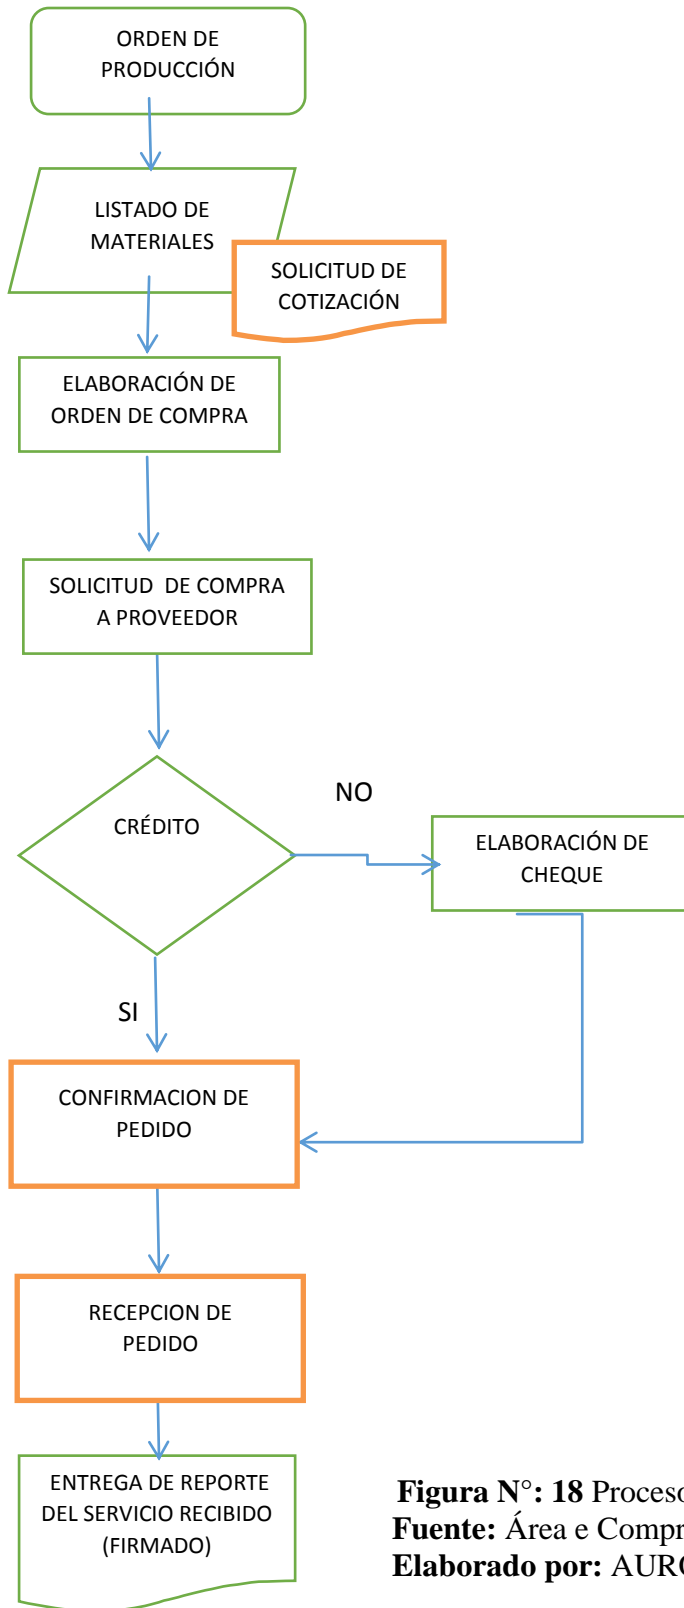 ORDEN DE
PRODUCCIÓN
LISTADO DE
MATERIALES
SOLICITUD DE
COTIZACIÓN
ELABORACIÓN DE
ORDEN DE COMPRA
SOLICITUD DE COMPRA
A PROVEEDOR
CRÉDITO
NO
ELABORACIÓN DE
CHEQUE
SI
CONFIRMACION DE
PEDIDO
RECEPCION DE
PEDIDO
ENTREGA DE REPORTE
DEL SERVICIO RECIBIDO
(FIRMADO)
Figura N°: 18 Proceso
Fuente: Área e Compr
Elaborado por: